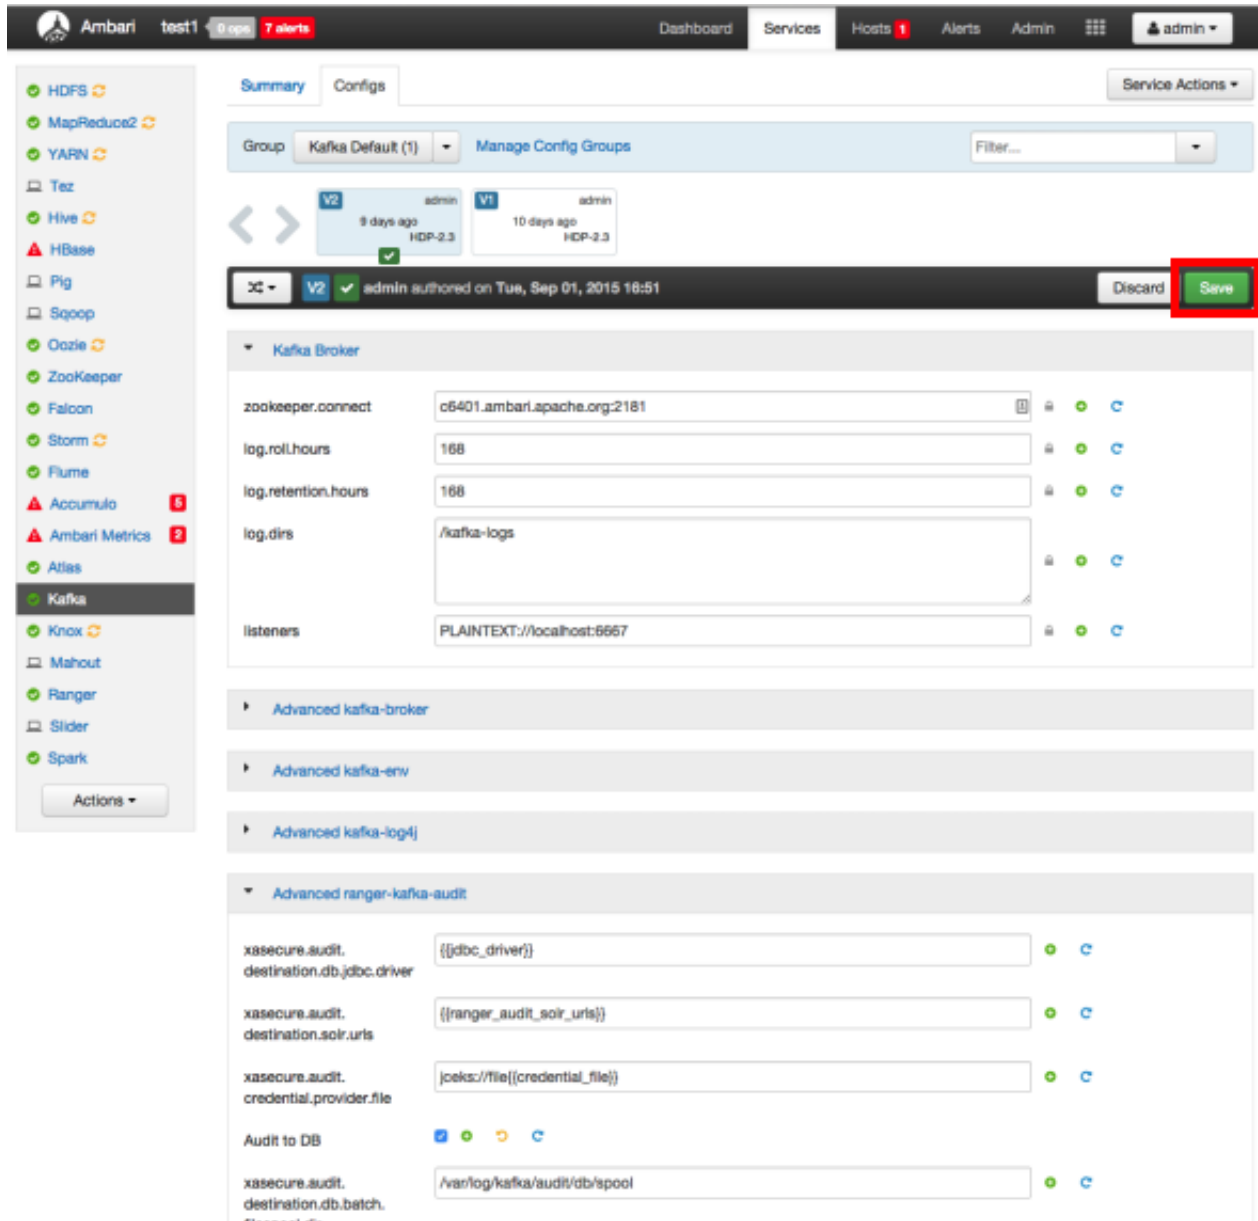 Ambari test1 0 ops 7 alerts Dashboard Services Hosts 1 Alerts Admin admin
HDFS
MapReduce2
YARN
Tez
Hive
HBase
Pig
Sqoop
Oozie
ZooKeeper
Falcon
Storm
Flume
Accumulo 5
Ambari Metrics 2
Atlas
Kafka
Knox
Mahout
Ranger
Slider
Spark
Actions
Summary Configs Service Actions
Group Kafka Default (1) Manage Config Groups Filter...
V2 admin
9 days ago
HDP-2.3
V1 admin
10 days ago
HDP-2.3
V2 admin authored on Tue, Sep 01, 2015 16:51 Discard Save
Kafka Broker
zookeeper.connect c6401.ambari.apache.org:2181
log.roll.hours 168
log.retention.hours 168
log.dirs /kafka-logs
listeners PLAINTEXT://localhost:6667
Advanced kafka-broker
Advanced kafka-env
Advanced kafka-log4j
Advanced ranger-kafka-audit
xasecure.audit. {{jdbc_driver}}
destination.db.jdbc.driver
xasecure.audit. {{ranger_audit_solr_urls}}
destination.solr.urls
xasecure.audit. jceks://file{{credential_file}}
credential.provider.file
Audit to DB
xasecure.audit. /var/log/kafka/audit/db/spool
destination.db.batch.